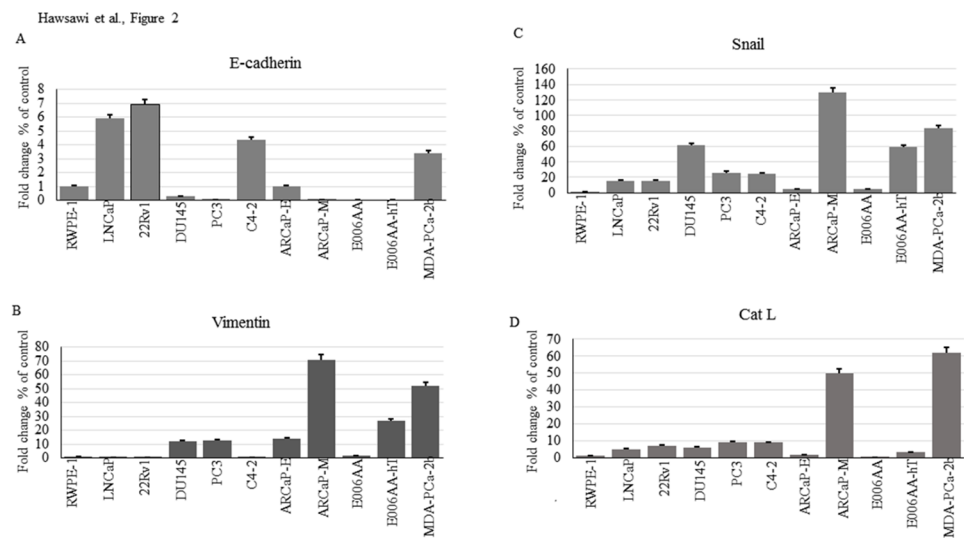 Hawsawi et al., Figure 2
A
E-cadherin
Fold change % of control
8
7
6
5
4
3
2
1
0
RWPE-1
LNCaP
22Rv1
DU145
PC3
C4-2
ARCaP-E
ARCaP-M
E006AA
E006AA-hT
MDA-PCa-2b
B
Vimentin
Fold change % of control
80
70
60
50
40
30
20
10
0
RWPE-1
LNCaP
22Rv1
DU145
PC3
C4-2
ARCaP-E
ARCaP-M
E006AA
E006AA-hT
MDA-PCa-2b
C
Snail
Fold change % of control
160
140
120
100
80
60
40
20
0
RWPE-1
LNCaP
22Rv1
DU145
PC3
C4-2
ARCaP-E
ARCaP-M
E006AA
E006AA-hT
MDA-PCa-2b
D
Cat L
Fold change % of control
70
60
50
40
30
20
10
0
RWPE-1
LNCaP
22Rv1
DU145
PC3
C4-2
ARCaP-E
ARCaP-M
E006AA
E006AA-hT
MDA-PCa-2b